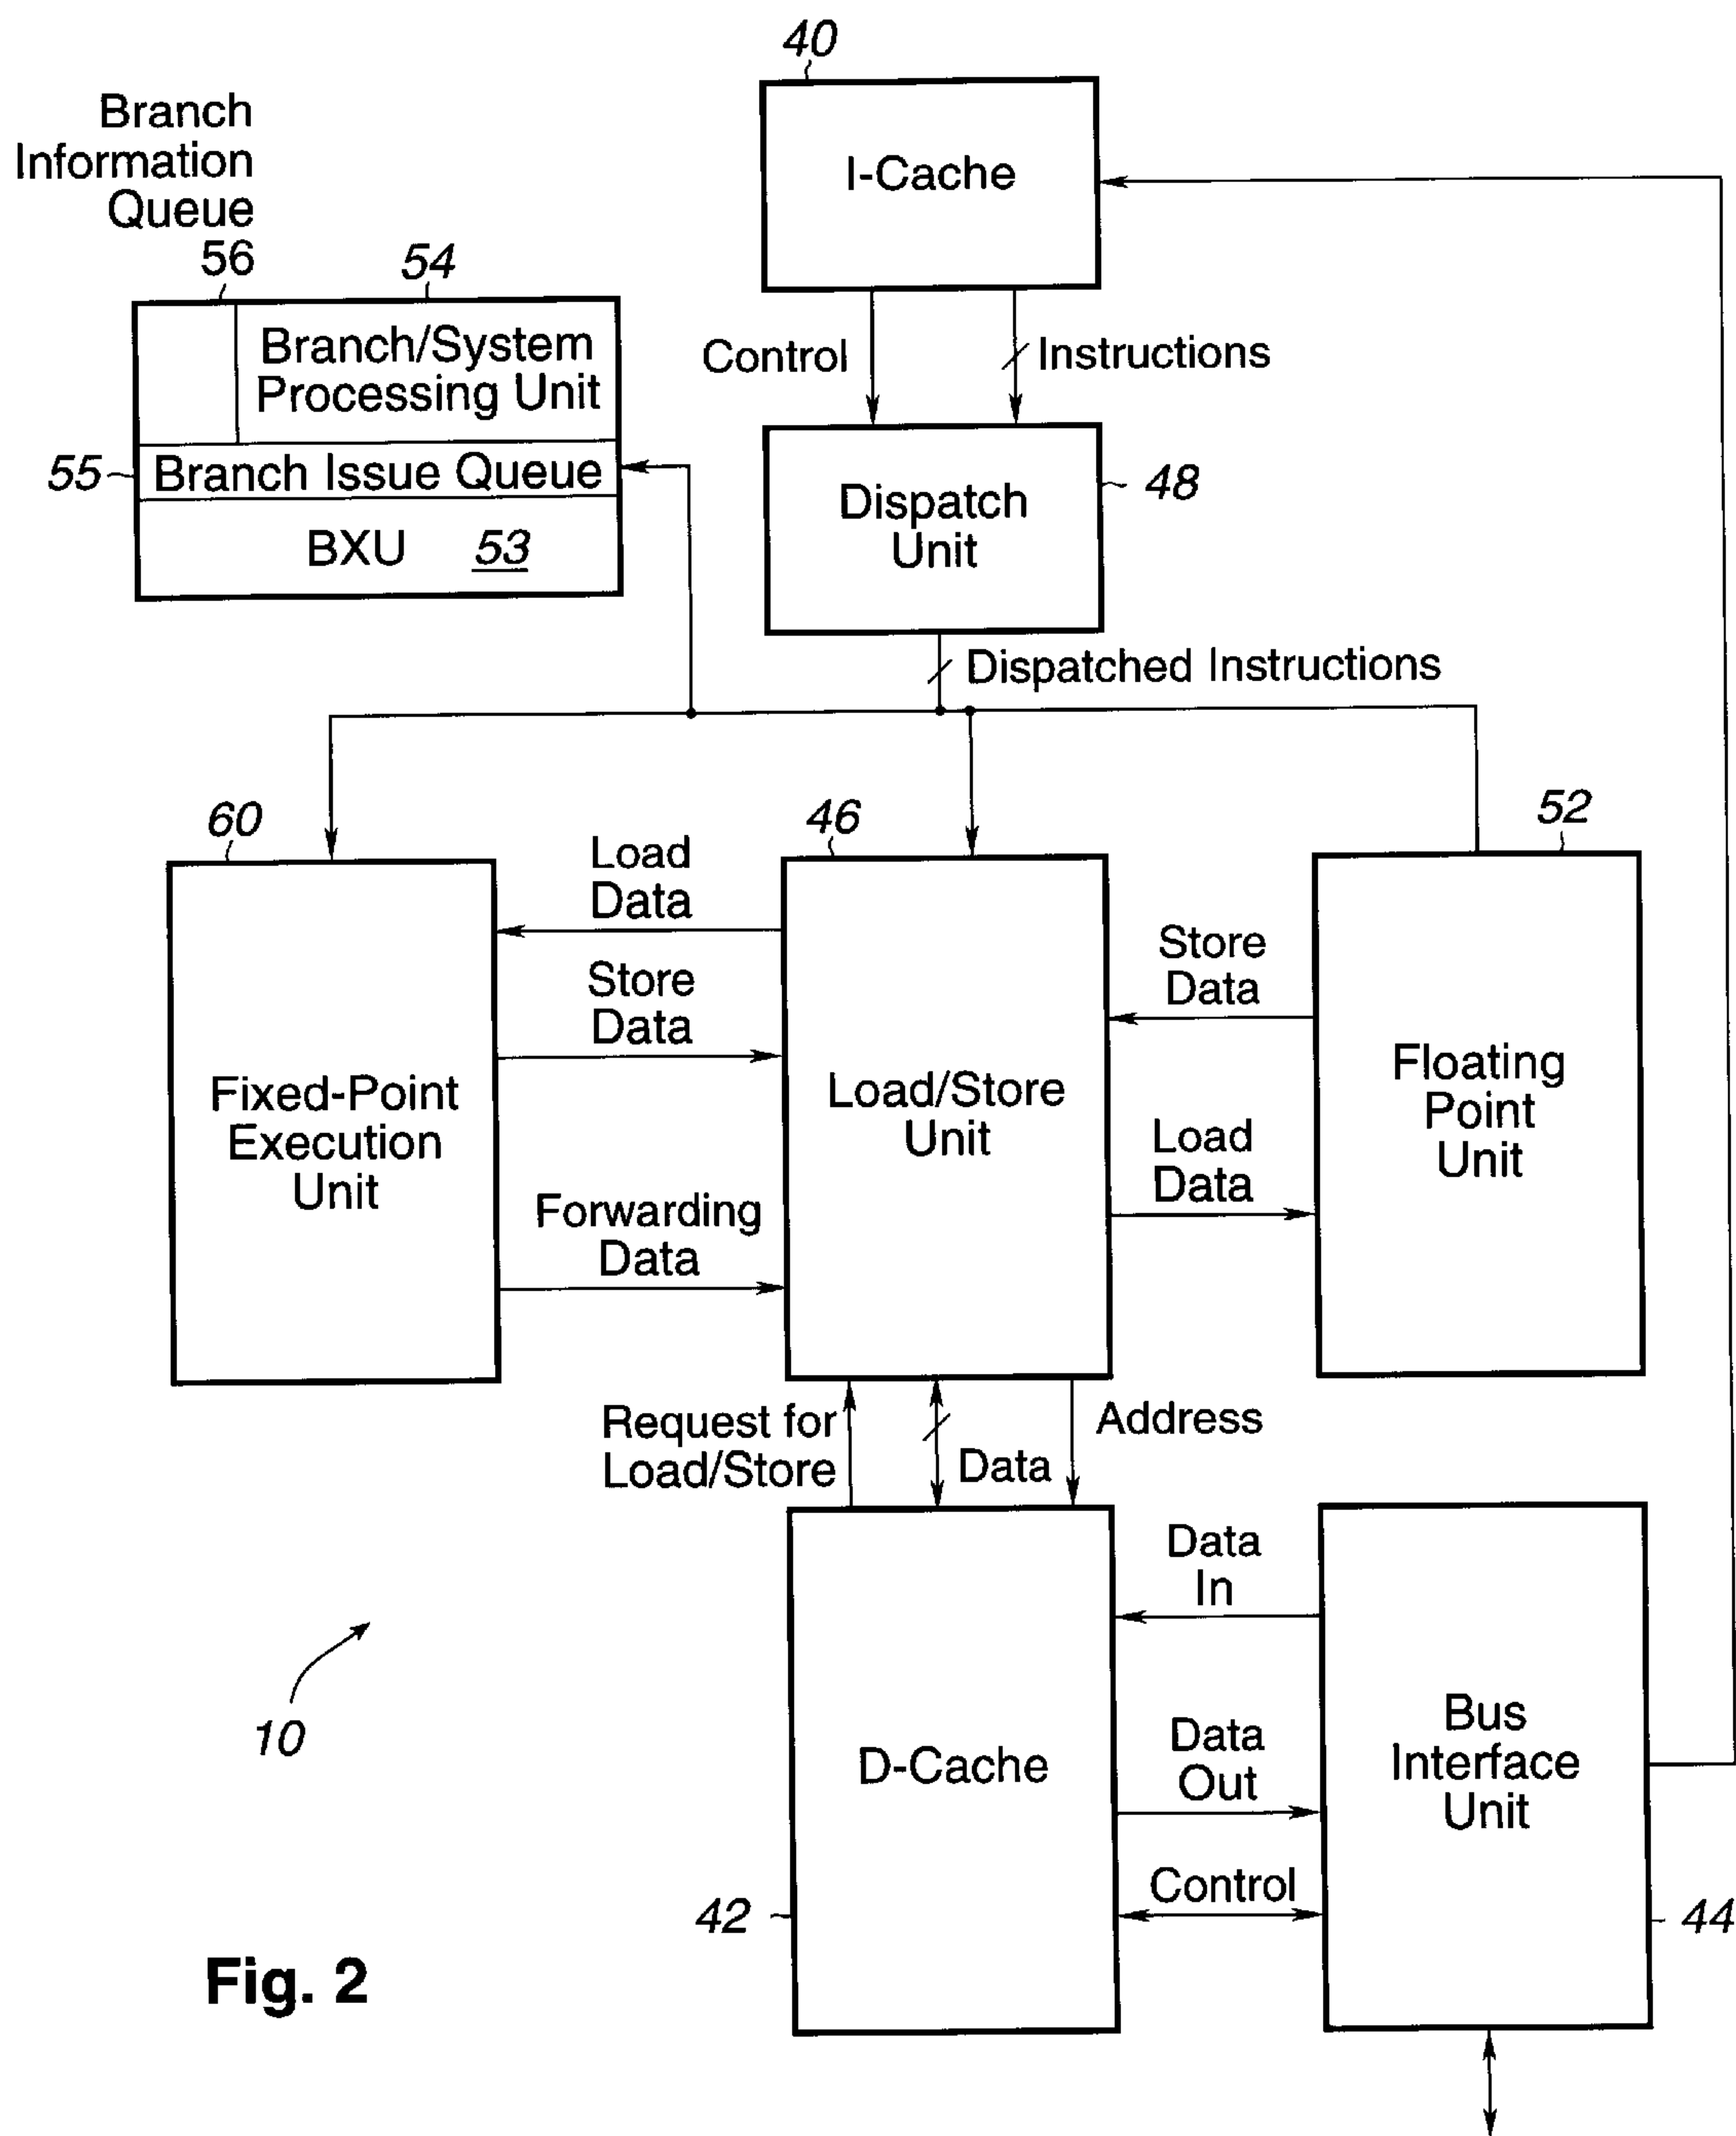 40
I-Cache
Branch
Information
Queue
56
54
Branch/System
Processing Unit
55
Branch Issue Queue
BXU 53
Control
Instructions
Dispatch
Unit
48
Dispatched Instructions
60
Fixed-Point
Execution
Unit
Load
Data
Store
Data
Forwarding
Data
46
Load/Store
Unit
Store
Data
Load
Data
52
Floating
Point
Unit
Request for
Load/Store
Data
Address
D-Cache
42
Data
In
Data
Out
Control
Bus
Interface
Unit
44
10
Fig. 2